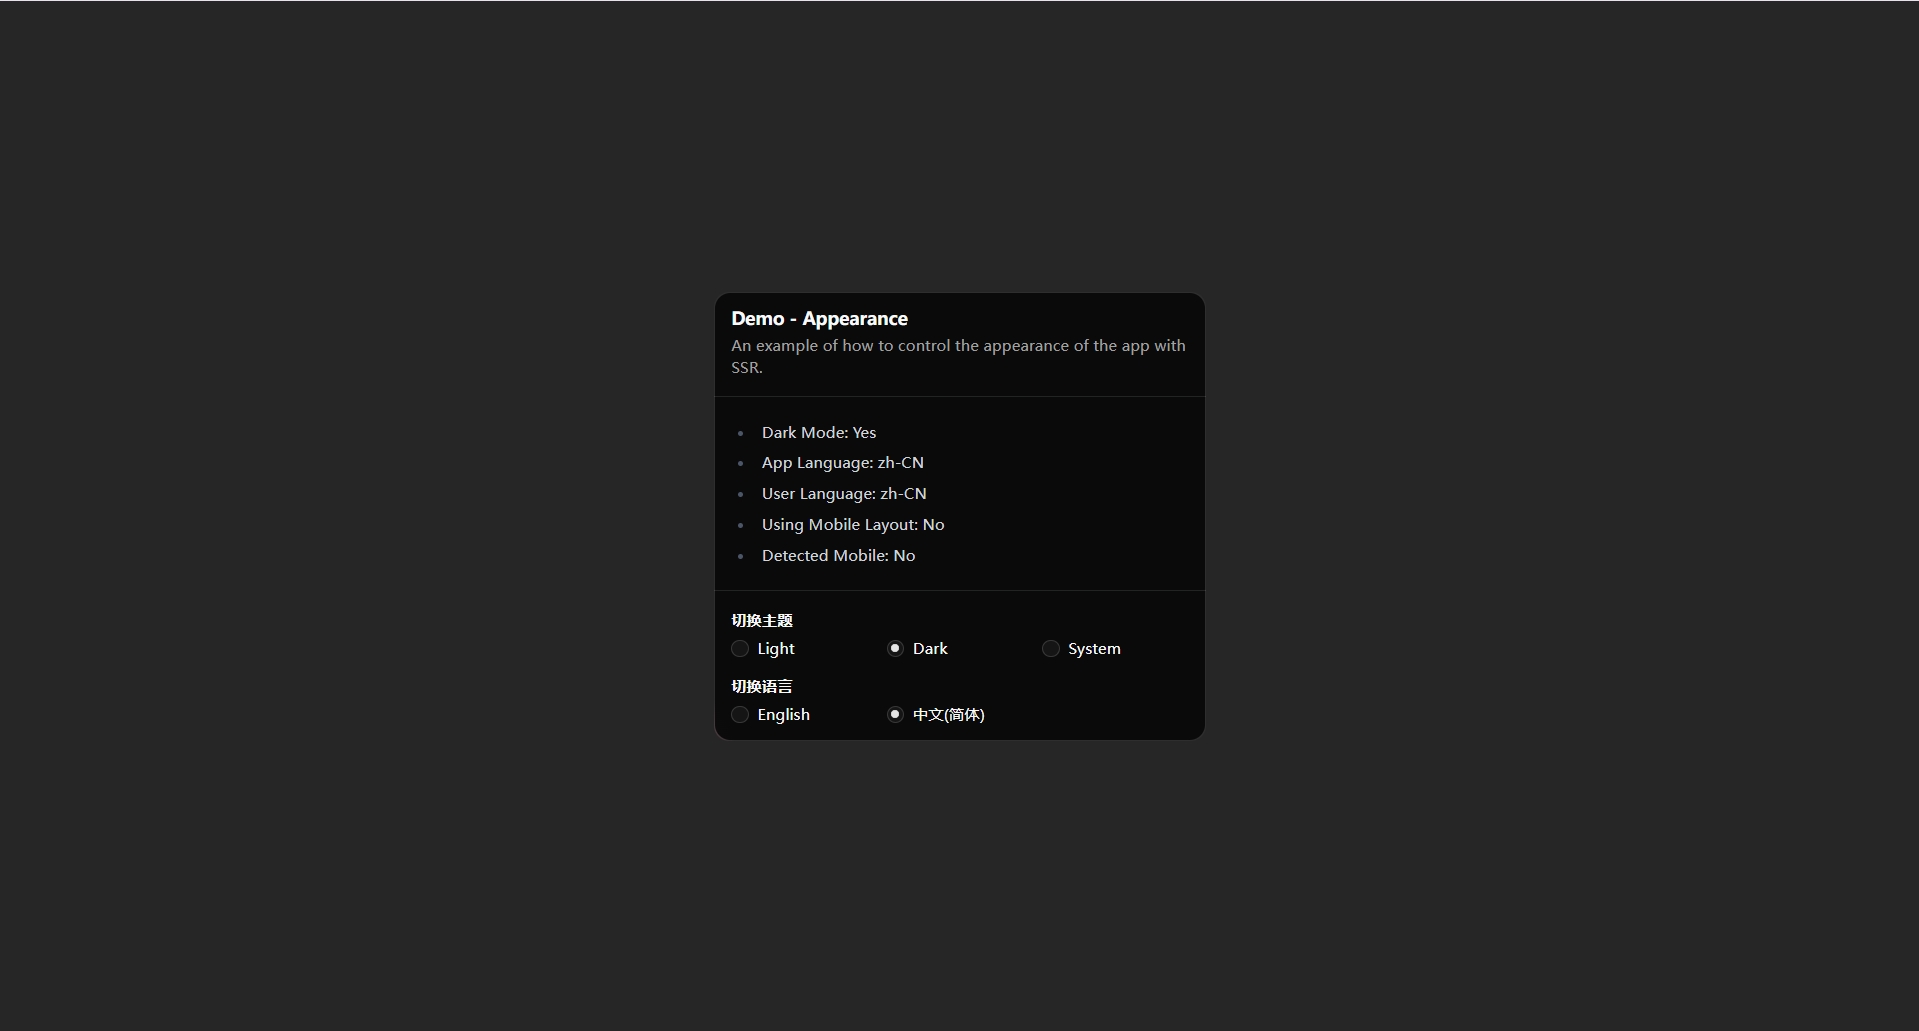 Demo - Appearance
An example of how to control the appearance of the app with
SSR.
Dark Mode: Yes
App Language: zh-CN
User Language: zh-CN
Using Mobile Layout: No
Detected Mobile: No
切换主题
Light Dark System
切换语言
English 中文(简体)